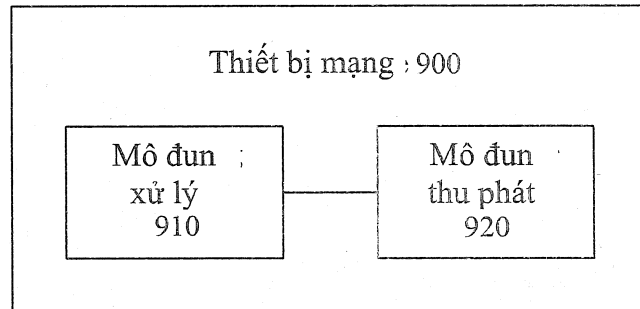 Thiết bị mạng 900
Mô đun
xử lý
910
Mô đun
thu phát
920